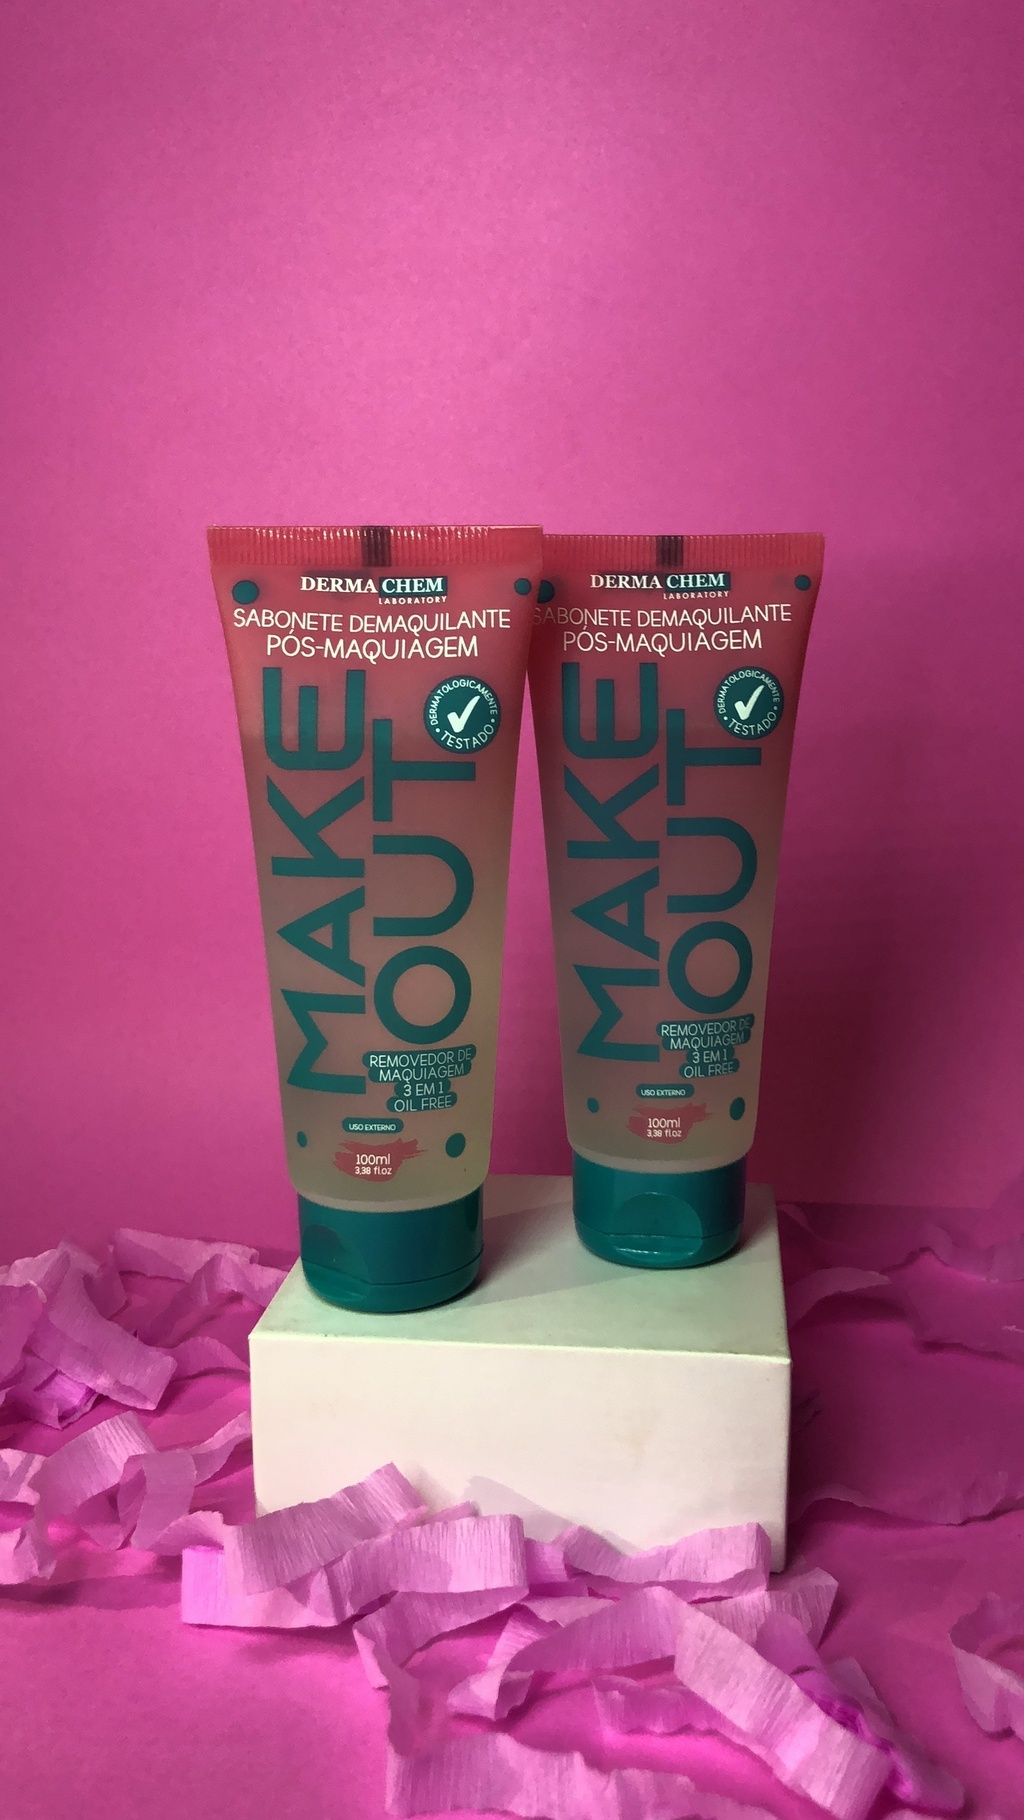 DERMA CHEM
LABORATORY
SABONETE DEMAQUILANTE
PÓS-MAQUIAGEM
DERMATOLOGICAMENTE
TESTADO
MAKE
OUT
REMOVEDOR DE
MAQUIAGEM
3 EM 1
OIL FREE
USO EXTERNO
100ml
3,38 fl.oz
DERMA CHEM
LABORATORY
SABONETE DEMAQUILANTE
PÓS-MAQUIAGEM
DERMATOLOGICAMENTE
TESTADO
MAKE
OUT
REMOVEDOR DE
MAQUIAGEM
3 EM 1
OIL FREE
USO EXTERNO
100ml
3,38 fl.oz